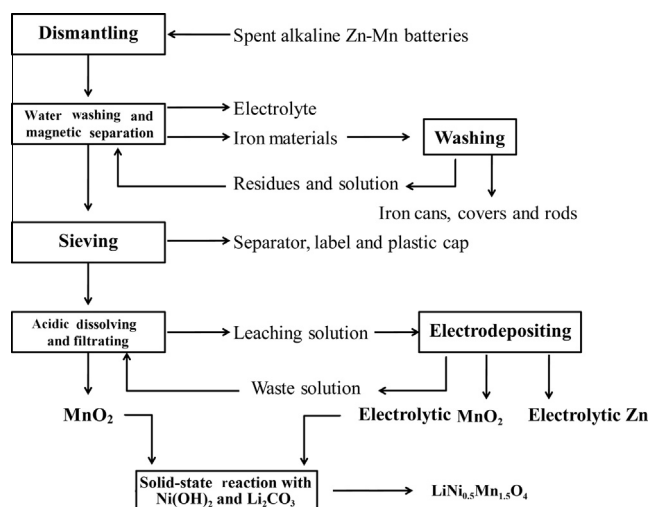 Dismantling
Spent alkaline Zn-Mn batteries
Water washing and
magnetic separation
Electrolyte
Iron materials
Washing
Residues and solution
Iron cans, covers and rods
Sieving
Separator, label and plastic cap
Acidic dissolving
and filtrating
Leaching solution
Electrodepositing
Waste solution
MnO₂
Electrolytic MnO₂
Electrolytic Zn
Solid-state reaction with
Ni(OH)₂ and Li₂CO₃
LiNi₀.₅Mn₁.₅O₄